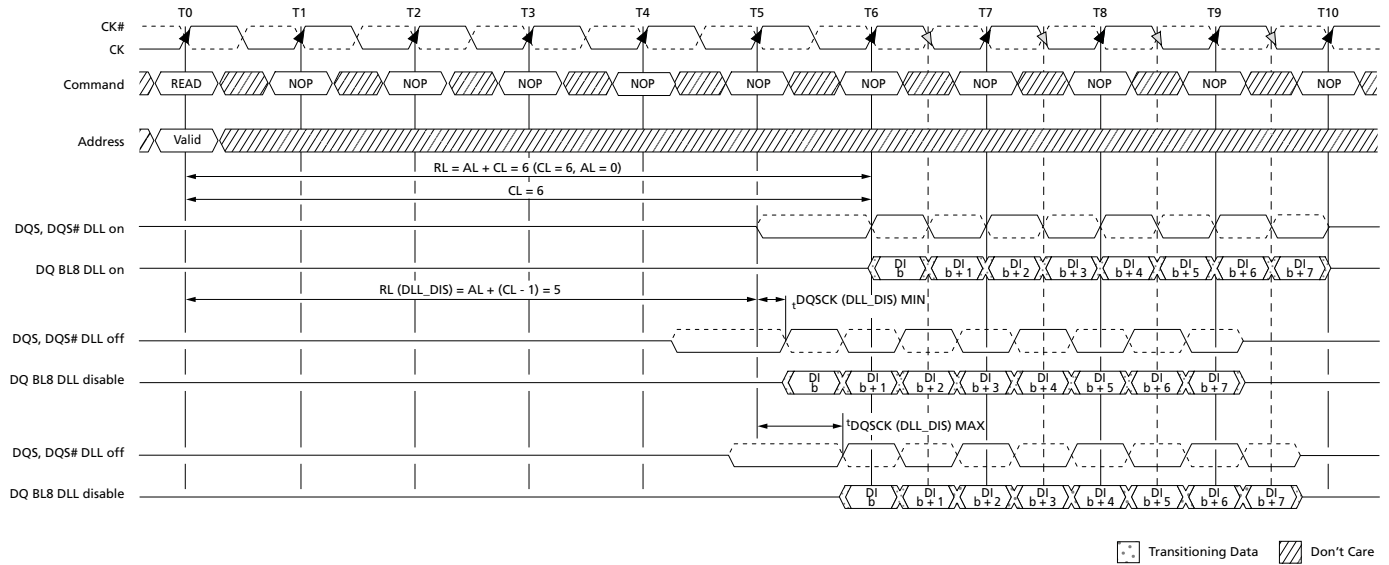 T0 T1 T2 T3 T4 T5 T6 T7 T8 T9 T10
CK#
CK
Command READ NOP NOP NOP NOP NOP NOP NOP NOP NOP NOP
Address Valid
RL = AL + CL = 6 (CL = 6, AL = 0)
CL = 6
DQS, DQS# DLL on
DQ BL8 DLL on DI b DI b + 1 DI b + 2 DI b + 3 DI b + 4 DI b + 5 DI b + 6 DI b + 7
RL (DLL_DIS) = AL + (CL - 1) = 5 tDQSCK (DLL_DIS) MIN
DQS, DQS# DLL off
DQ BL8 DLL disable DI b DI b + 1 DI b + 2 DI b + 3 DI b + 4 DI b + 5 DI b + 6 DI b + 7
tDQSCK (DLL_DIS) MAX
DQS, DQS# DLL off
DQ BL8 DLL disable DI b DI b + 1 DI b + 2 DI b + 3 DI b + 4 DI b + 5 DI b + 6 DI b + 7
Transitioning Data Don't Care